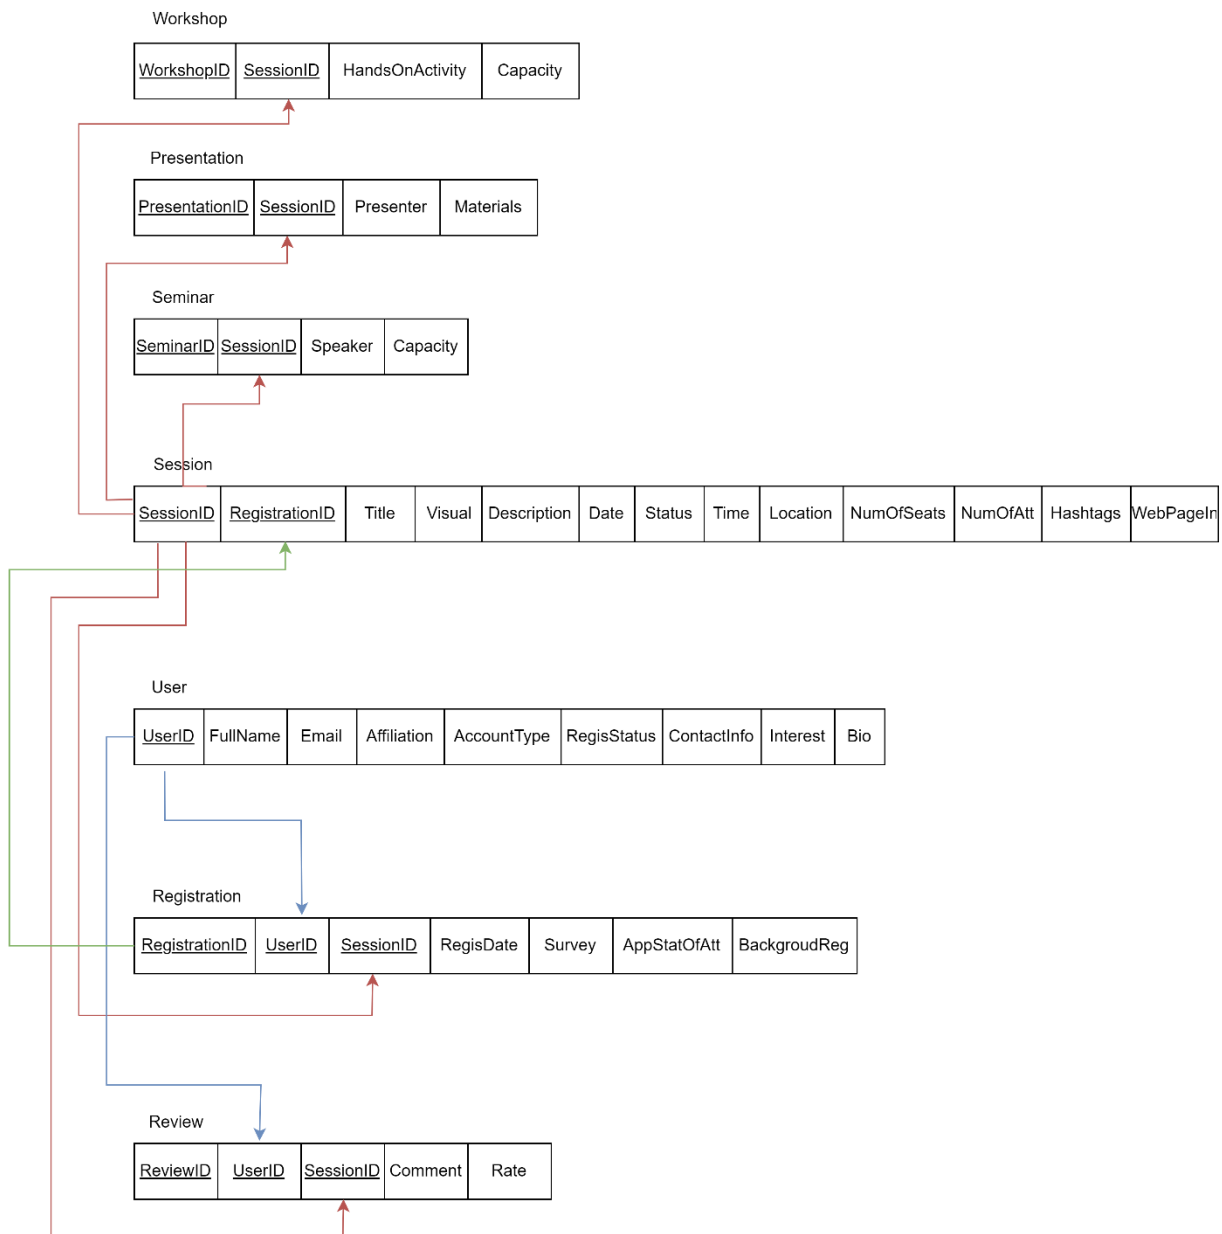 Workshop
WorkshopID SessionID HandsOnActivity Capacity
Presentation
PresentationID SessionID Presenter Materials
Seminar
SeminarID SessionID Speaker Capacity
Session
SessionID RegistrationID Title Visual Description Date Status Time Location NumOfSeats NumOfAtt Hashtags WebPageIn
User
UserID FullName Email Affiliation AccountType RegisStatus ContactInfo Interest Bio
Registration
RegistrationID UserID SessionID RegisDate Survey AppStatOfAtt BackgroudReg
Review
ReviewID UserID SessionID Comment Rate